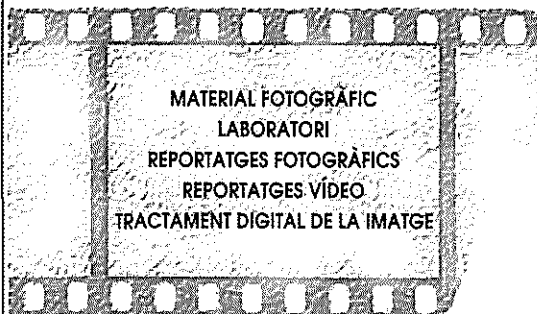 MATERIAL FOTOGRÀFIC
LABORATORI
REPORTATGES FOTOGRÀFICS
REPORTATGES VÍDEO
TRACTAMENT DIGITAL DE LA IMATGE